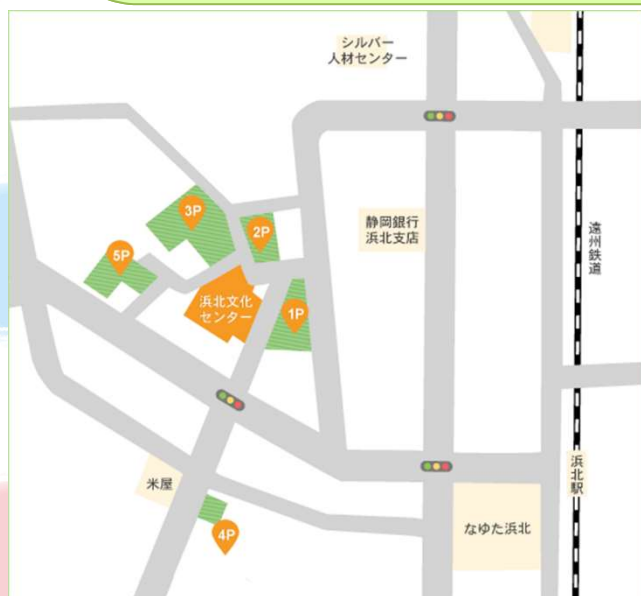 シルバー
人材センター
3P
2P
静岡銀行
浜北支店
遠州鉄道
5P
浜北文化
センター
1P
浜北駅
米屋
なゆた浜北
4P